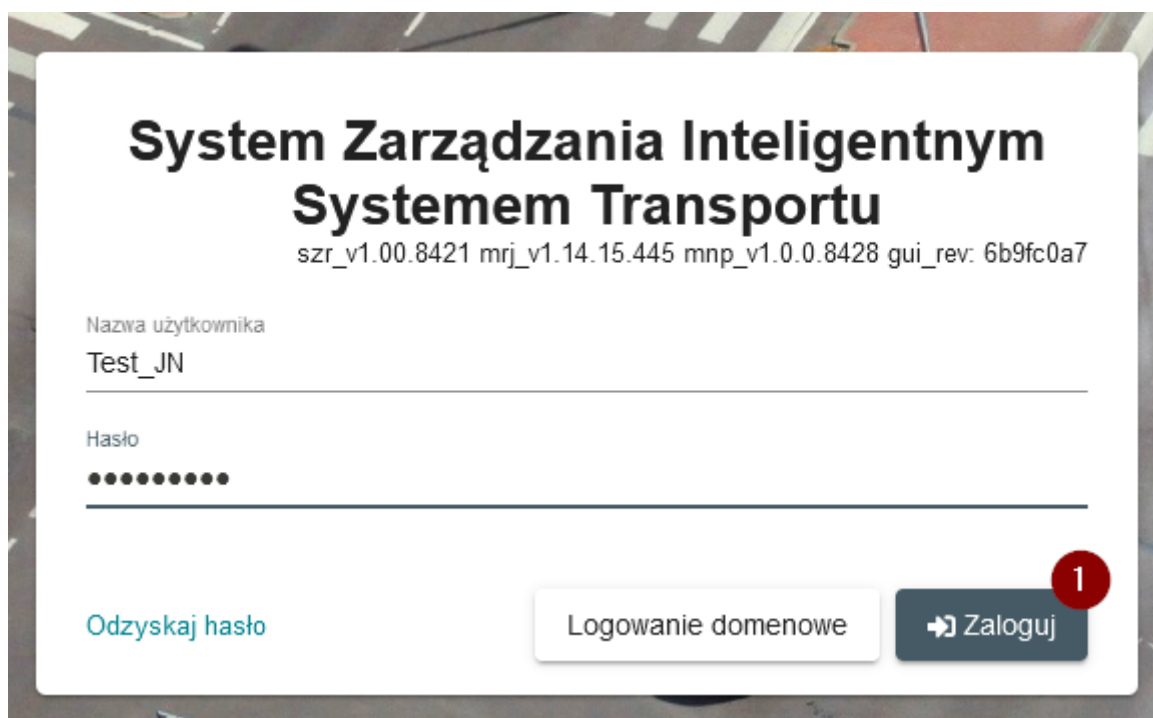 System Zarządzania Inteligentnym
Systemem Transportu
szr_v1.00.8421 mrj_v1.14.15.445 mnp_v1.0.0.8428 gui_rev: 6b9fc0a7
Nazwa użytkownika
Test_JN
Hasło
•••••••••
1
Odzyskaj hasło
Logowanie domenowe
Zaloguj